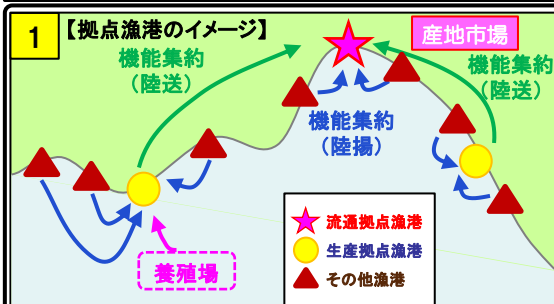 1
【拠点漁港のイメージ】
産地市場
機能集約
（陸送）
機能集約
（陸送）
機能集約
（陸揚）
養殖場
流通拠点漁港
生産拠点漁港
その他漁港